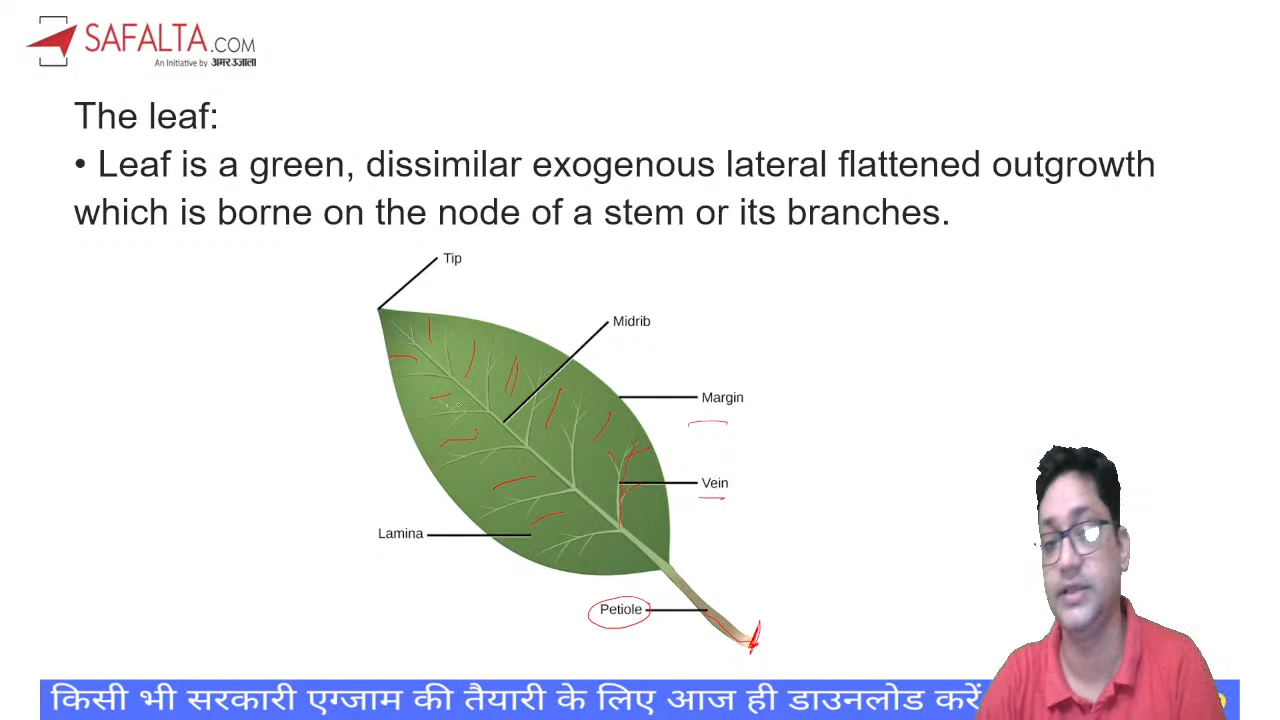 SAFALTA.COM
An Initiative by अमर उजाला
The leaf:
• Leaf is a green, dissimilar exogenous lateral flattened outgrowth
which is borne on the node of a stem or its branches.
Tip
Midrib
Margin
Vein
Lamina
Petiole
किसी भी सरकारी एग्जाम की तैयारी के लिए आज ही डाउनलोड करें